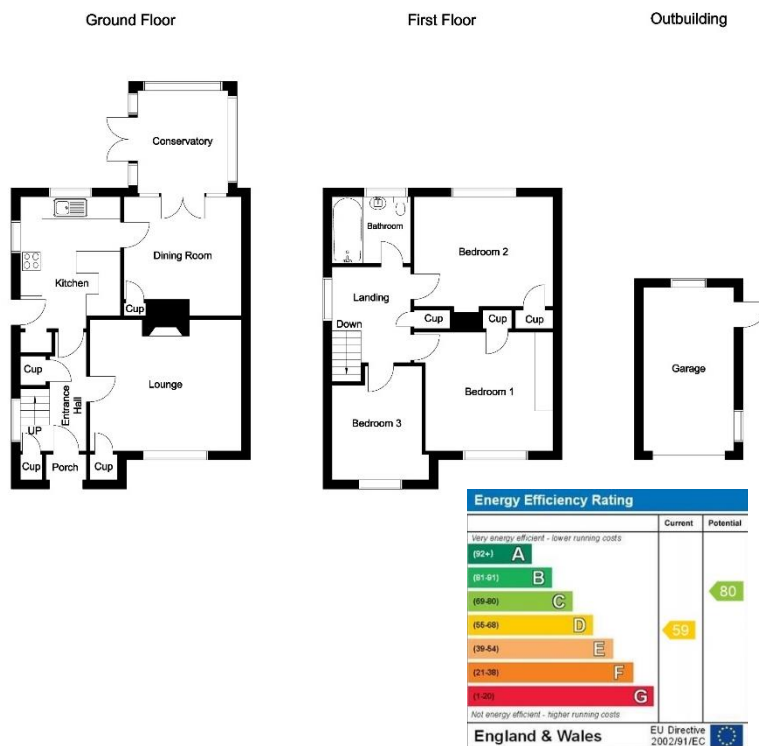 Ground Floor
First Floor
Outbuilding
Conservatory
Kitchen
Dining Room
Cup
Cup
Lounge
Entrance
Hall
UP
Cup
Porch
Cup
Bathroom
Bedroom 2
Landing
Down
Cup
Cup
Cup
Bedroom 1
Bedroom 3
Garage
Energy Efficiency Rating
Current
Potential
Very energy efficient - lower running costs
(92+) A
(81-91) B
(69-80) C
(55-68) D
(39-54) E
(21-38) F
(1-20) G
59
80
Not energy efficient - higher running costs
England & Wales
EU Directive
2002/91/EC